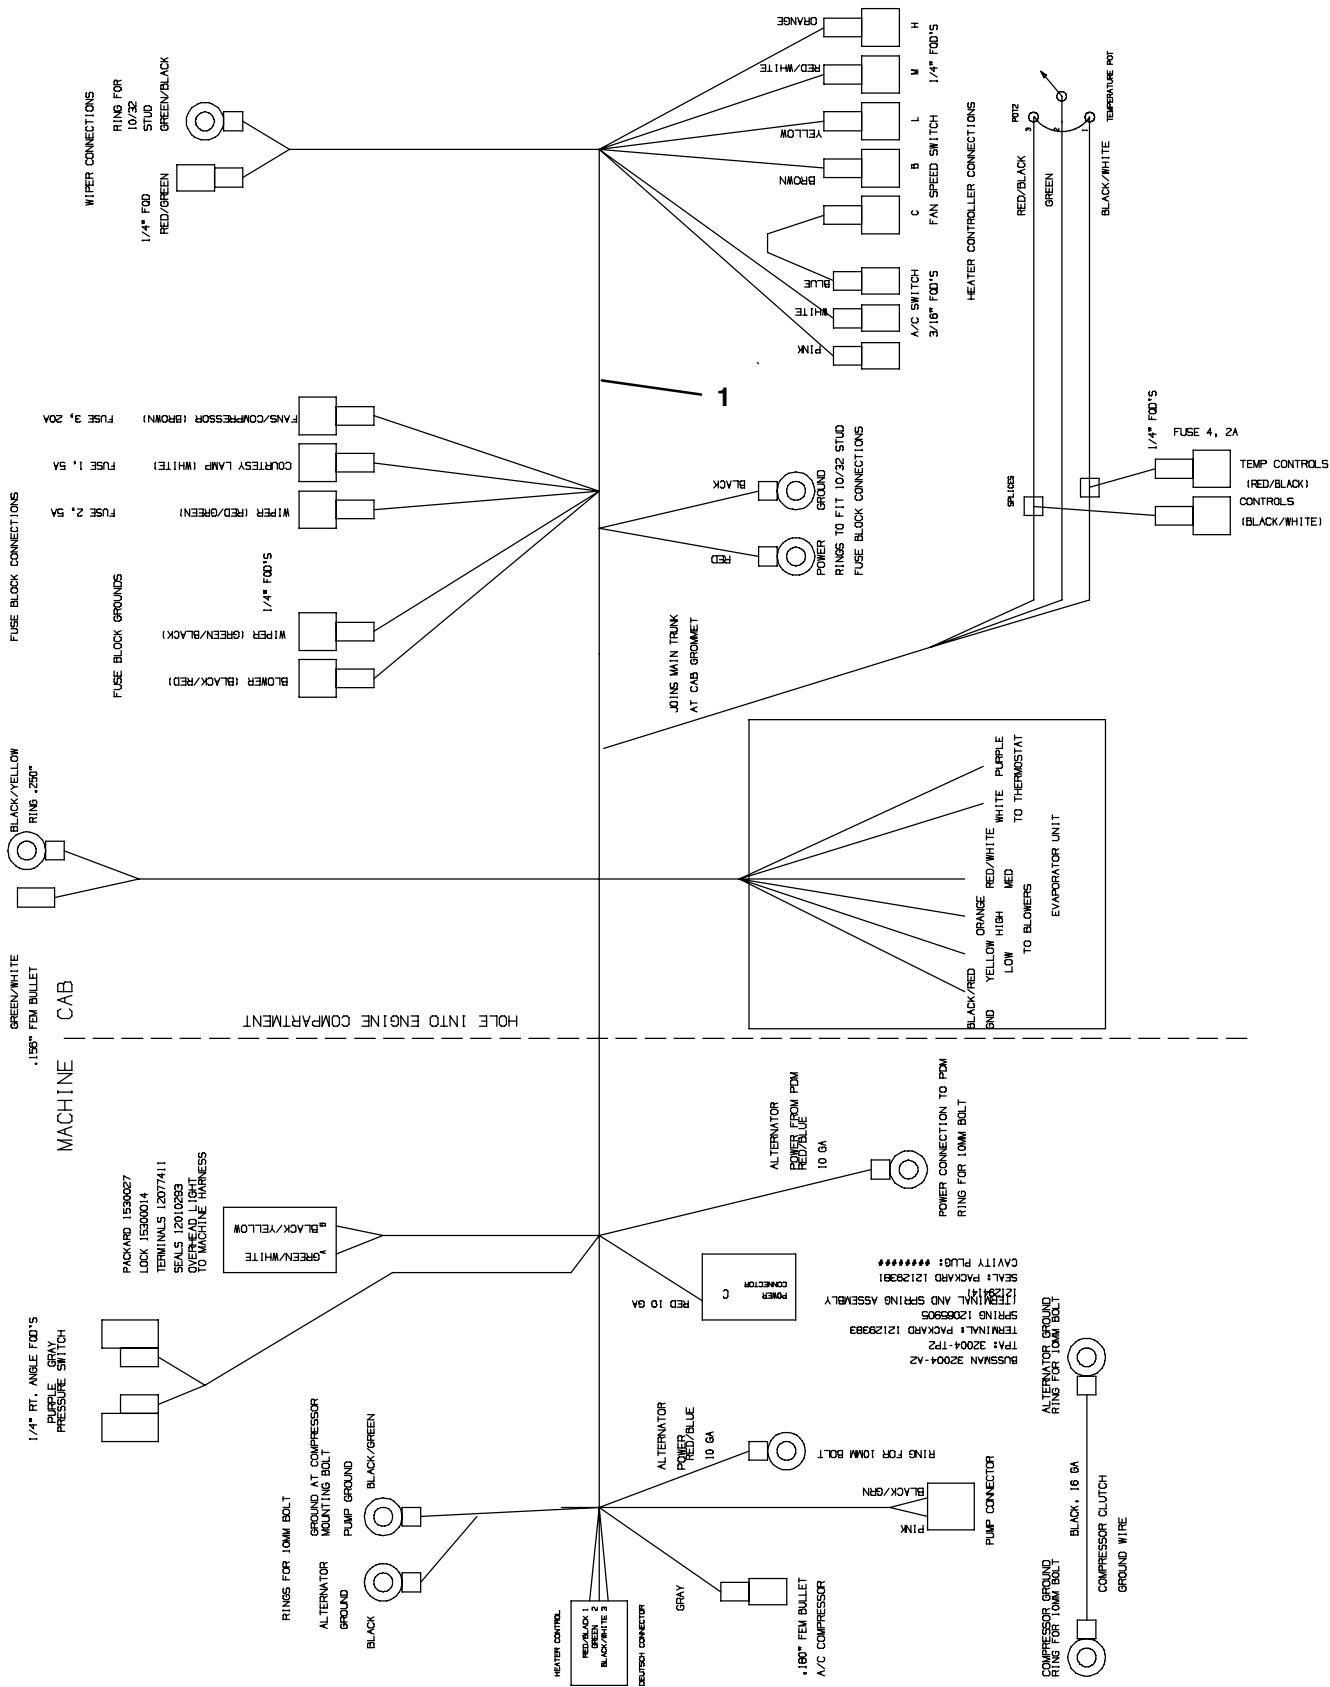 WIPER CONNECTIONS
RING FOR
10/32
STUD
GREEN/BLACK
1/4" FOD
RED/GREEN
ORANGE
RED/WHITE
YELLOW
BROWN
BLUE
WHITE
PINK
H
M
L
B
C
1/4" FOD'S
FAN SPEED SWITCH
A/C SWITCH
3/16" FOD'S
HEATER CONTROLLER CONNECTIONS
POT2
3
2
1
TEMPERATURE POT
RED/BLACK
GREEN
BLACK/WHITE
1
FUSE BLOCK CONNECTIONS
FUSE 3, 20A
FANS/COMPRESSOR (BROWN)
FUSE 1, 5A
COURTESY LAMP (WHITE)
FUSE 2, 5A
WIPER (RED/GREEN)
1/4" FOD'S
FUSE BLOCK GROUNDS
WIPER (GREEN/BLACK)
BLOWER (BLACK/RED)
BLACK
RED
GROUND
POWER
RINGS TO FIT 10/32 STUD
FUSE BLOCK CONNECTIONS
SPLICES
1/4" FOD'S
FUSE 4, 2A
TEMP CONTROLS
(RED/BLACK)
CONTROLS
(BLACK/WHITE)
JOINS MAIN TRUNK
AT CAB GROMMET
BLACK/YELLOW
RING .250"
GREEN/WHITE
.156" FEM BULLET
WHITE PURPLE
TO THERMOSTAT
RED/WHITE
MED
ORANGE
HIGH
YELLOW
LOW
BLACK/RED
GND
TO BLOWERS
EVAPORATOR UNIT
CAB
MACHINE
HOLE INTO ENGINE COMPARTMENT
PACKARD 1530027
LOCK 15300014
TERMINALS 12077411
SEALS 12010293
OVERHEAD LIGHT
TO MACHINE HARNESS
B
BLACK/YELLOW
A
GREEN/WHITE
ALTERNATOR
POWER FROM PDM
RED/BLUE
10 GA
POWER CONNECTION TO PDM
RING FOR 10MM BOLT
RED 10 GA
C
POWER
CONNECTOR
BUSSMAN 32004-A2
TPA: 32004-TP2
TERMINAL: PACKARD 12129383
SPRING 12065905
(TERMINAL AND SPRING ASSEMBLY
12129414)
SEAL: PACKARD 12129381
CAVITY PLUG: ########
1/4" RT. ANGLE FOD'S
PURPLE GRAY
PRESSURE SWITCH
RINGS FOR 10MM BOLT
GROUND AT COMPRESSOR
MOUNTING BOLT
PUMP GROUND
BLACK/GREEN
ALTERNATOR
GROUND
BLACK
ALTERNATOR
POWER
RED/BLUE
10 GA
RING FOR 10MM BOLT
BLACK/GRN
PINK
PUMP CONNECTOR
GRAY
.180" FEM BULLET
A/C COMPRESSOR
HEATER CONTROL
RED/BLACK 1
GREEN 2
BLACK/WHITE 3
DEUTSCH CONNECTOR
ALTERNATOR GROUND
RING FOR 10MM BOLT
BLACK, 16 GA
COMPRESSOR CLUTCH
GROUND WIRE
COMPRESSOR GROUND
RING FOR 10MM BOLT